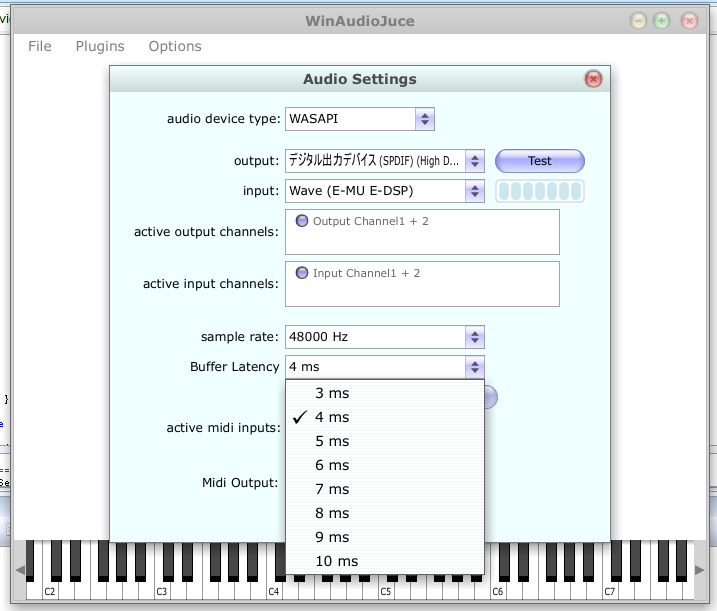 WinAudioJuce
File Plugins Options
Audio Settings
audio device type: WASAPI
output: デジタル出力デバイス (SPDIF) (High D... Test
input: Wave (E-MU E-DSP)
active output channels: Output Channel1 + 2
active input channels: Input Channel1 + 2
sample rate: 48000 Hz
Buffer Latency 4 ms
3 ms
4 ms
active midi inputs:
5 ms
6 ms
7 ms
Midi Output:
8 ms
9 ms
10 ms
C2 C3 C4 C5 C6 C7